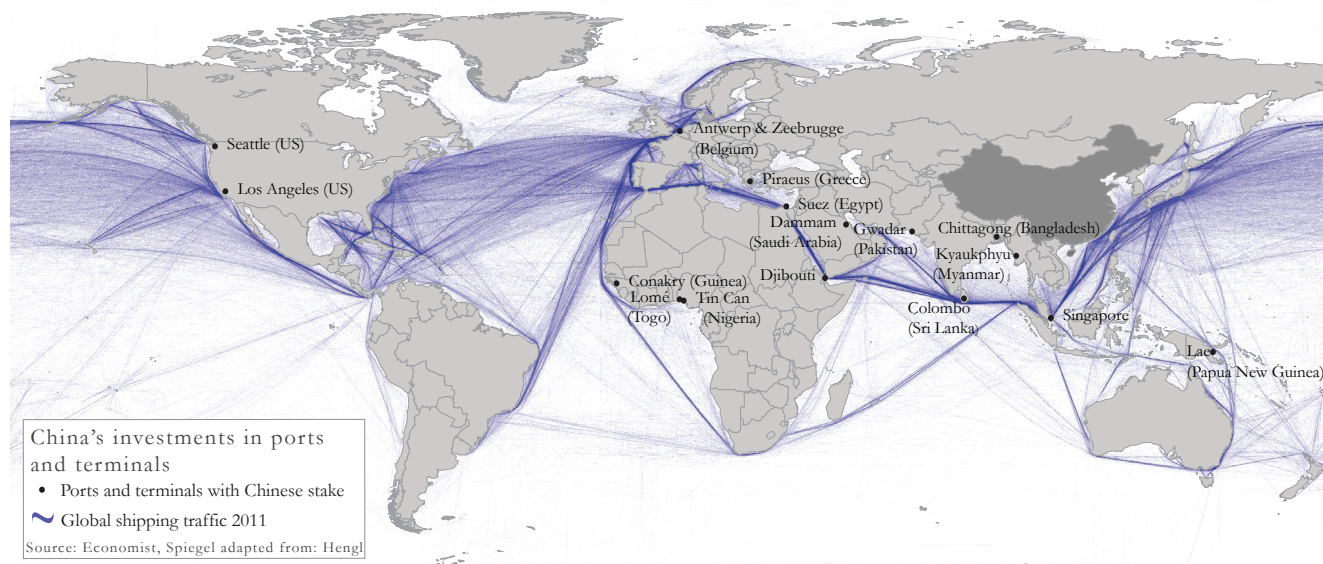 Seattle (US)
Los Angeles (US)
Antwerp & Zeebrugge
(Belgium)
Piraeus (Greece)
Suez (Egypt)
Dammam
(Saudi Arabia)
Gwadar
(Pakistan)
Chittagong (Bangladesh)
Kyaukphyu
(Myanmar)
Djibouti
Conakry (Guinea)
Lomé
(Togo)
Tin Can
(Nigeria)
Colombo
(Sri Lanka)
Singapore
Lae
(Papua New Guinea)
China's investments in ports
and terminals
Ports and terminals with Chinese stake
Global shipping traffic 2011
Source: Economist, Spiegel adapted from: Hengl